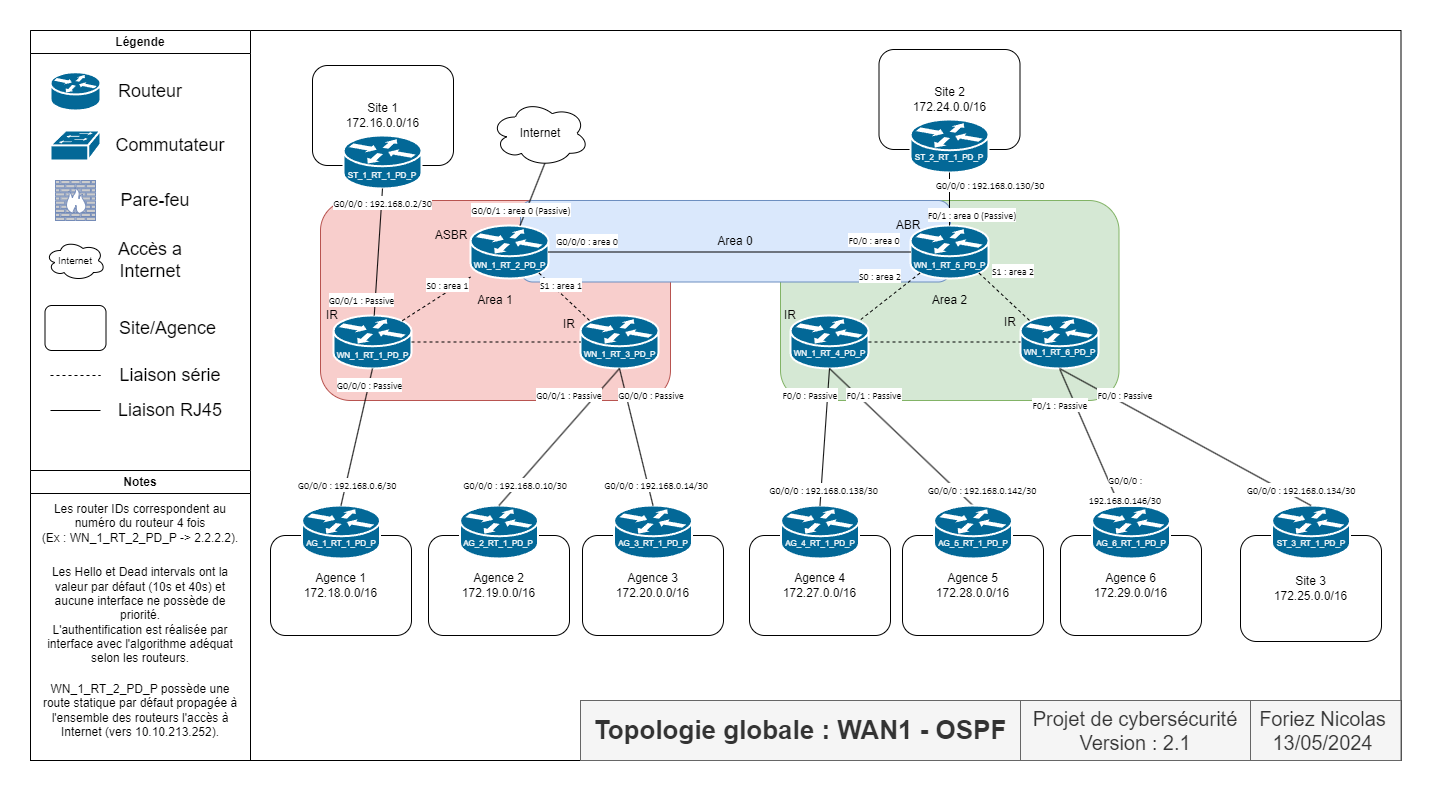 Légende
Routeur
Commutateur
Pare-feu
Internet
Accès a
Internet
Site/Agence
Liaison série
Liaison RJ45
Notes
Les router IDs correspondent au
numéro du routeur 4 fois
(Ex : WN_1_RT_2_PD_P -> 2.2.2.2).
Les Hello et Dead intervals ont la
valeur par défaut (10s et 40s) et
aucune interface ne possède de
priorité.
L'authentification est réalisée par
interface avec l'algorithme adéquat
selon les routeurs.
WN_1_RT_2_PD_P possède une
route statique par défaut propagée à
l'ensemble des routeurs l'accès à
Internet (vers 10.10.213.252).
Site 1
172.16.0.0/16
ST_1_RT_1_PD_P
G0/0/0 : 192.168.0.2/30
Internet
Site 2
172.24.0.0/16
ST_2_RT_1_PD_P
G0/0/0 : 192.168.0.130/30
G0/0/1 : area 0 (Passive)
F0/1 : area 0 (Passive)
ASBR
WN_1_RT_2_PD_P
G0/0/0 : area 0
Area 0
F0/0 : area 0
ABR
WN_1_RT_5_PD_P
S0 : area 1
S1 : area 1
S0 : area 2
S1 : area 2
Area 1
Area 2
G0/0/1 : Passive
IR
WN_1_RT_1_PD_P
IR
WN_1_RT_3_PD_P
IR
WN_1_RT_4_PD_P
IR
WN_1_RT_6_PD_P
G0/0/0 : Passive
G0/0/1 : Passive
G0/0/0 : Passive
F0/0 : Passive
F0/1 : Passive
F0/1 : Passive
F0/0 : Passive
G0/0/0 : 192.168.0.6/30
G0/0/0 : 192.168.0.10/30
G0/0/0 : 192.168.0.14/30
G0/0/0 : 192.168.0.138/30
G0/0/0 : 192.168.0.142/30
G0/0/0 :
192.168.0.146/30
G0/0/0 : 192.168.0.134/30
AG_1_RT_1_PD_P
AG_2_RT_1_PD_P
AG_3_RT_1_PD_P
AG_4_RT_1_PD_P
AG_5_RT_1_PD_P
AG_6_RT_1_PD_P
ST_3_RT_1_PD_P
Agence 1
172.18.0.0/16
Agence 2
172.19.0.0/16
Agence 3
172.20.0.0/16
Agence 4
172.27.0.0/16
Agence 5
172.28.0.0/16
Agence 6
172.29.0.0/16
Site 3
172.25.0.0/16
Topologie globale : WAN1 - OSPF
Projet de cybersécurité
Version : 2.1
Foriez Nicolas
13/05/2024